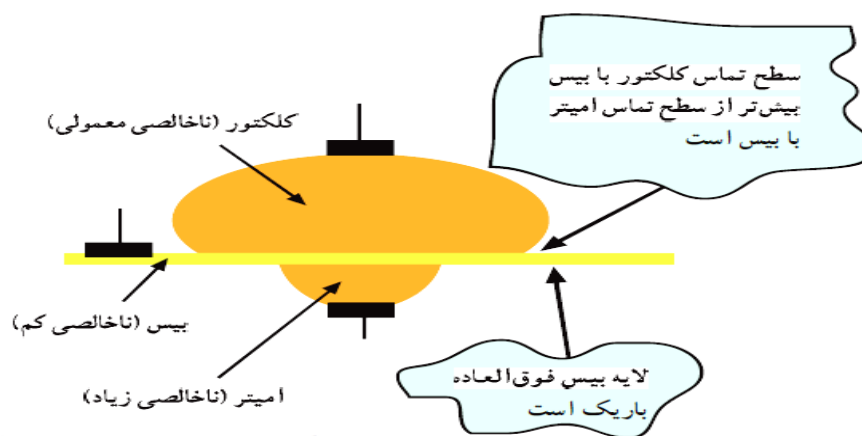 سطح تماس کلکتور با بیس
بیش‌تر از سطح تماس امیتر
با بیس است
کلکتور (ناخالصی معمولی)
بیس (ناخالصی کم)
امیتر (ناخالصی زیاد)
لایه بیس فوق‌العاده
باریک است